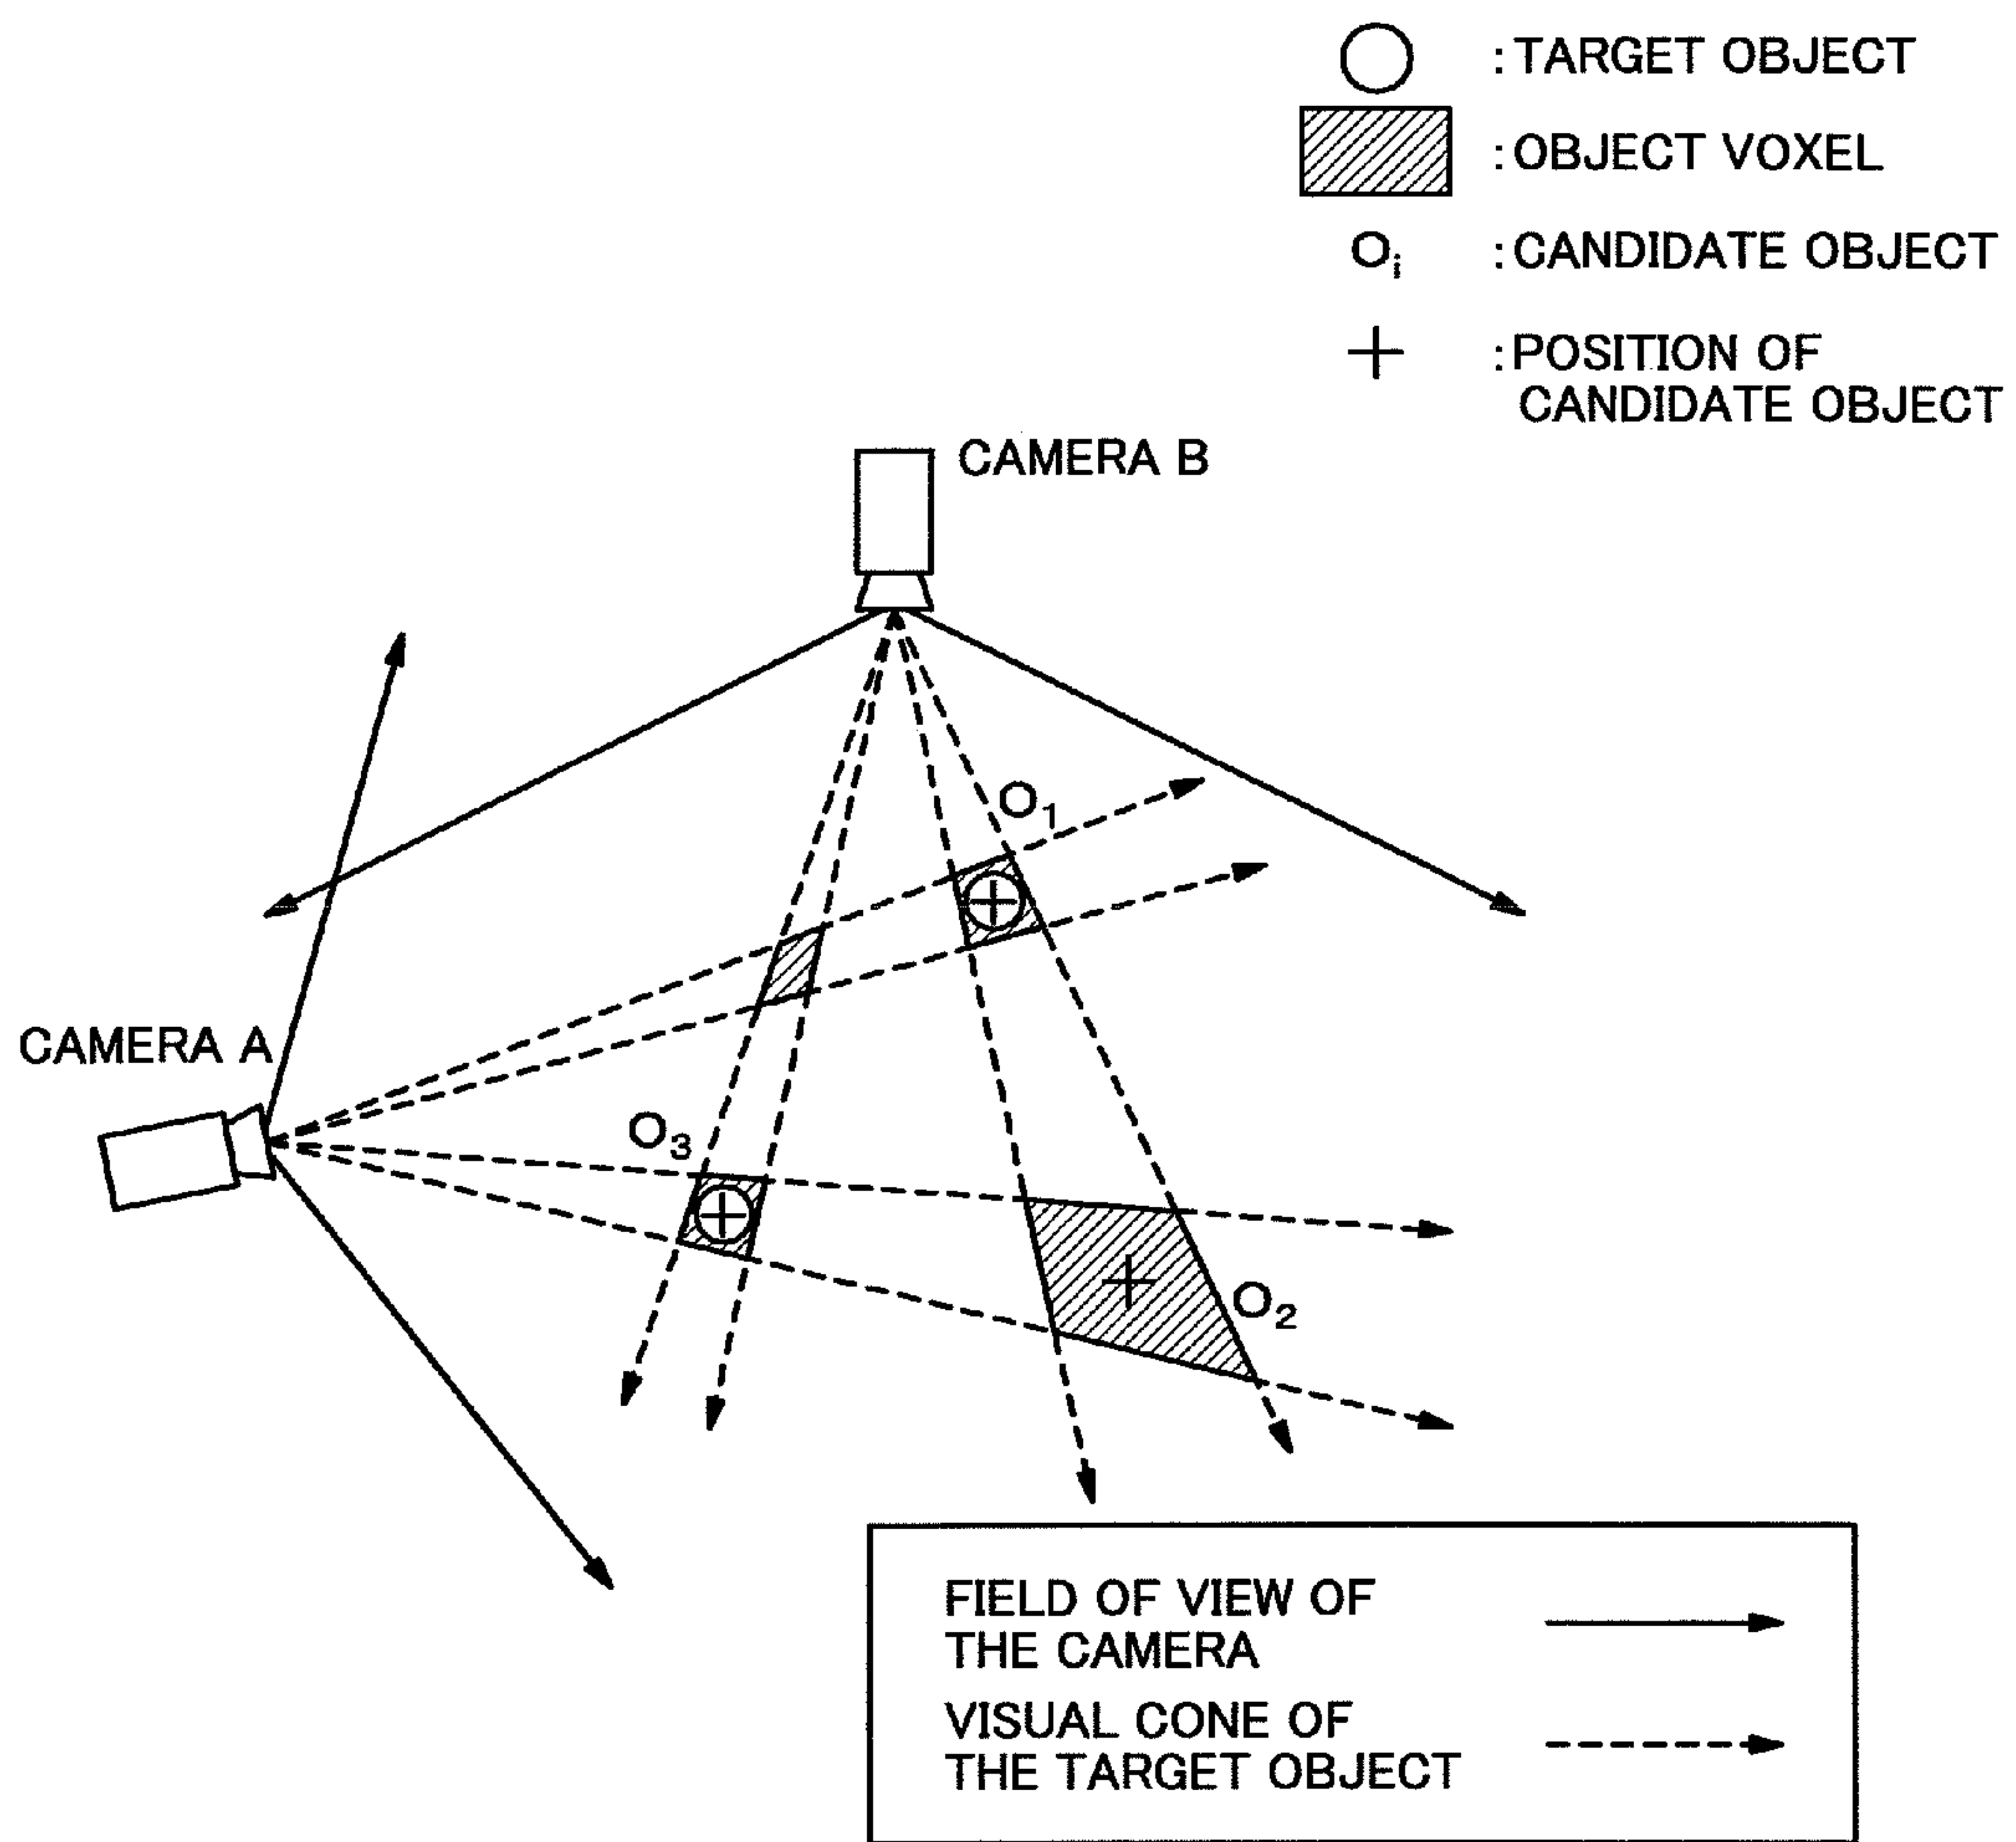 :TARGET OBJECT
:OBJECT VOXEL
Oi :CANDIDATE OBJECT
:POSITION OF
CANDIDATE OBJECT
CAMERA B
O1
CAMERA A
O3
O2
FIELD OF VIEW OF
THE CAMERA
VISUAL CONE OF
THE TARGET OBJECT